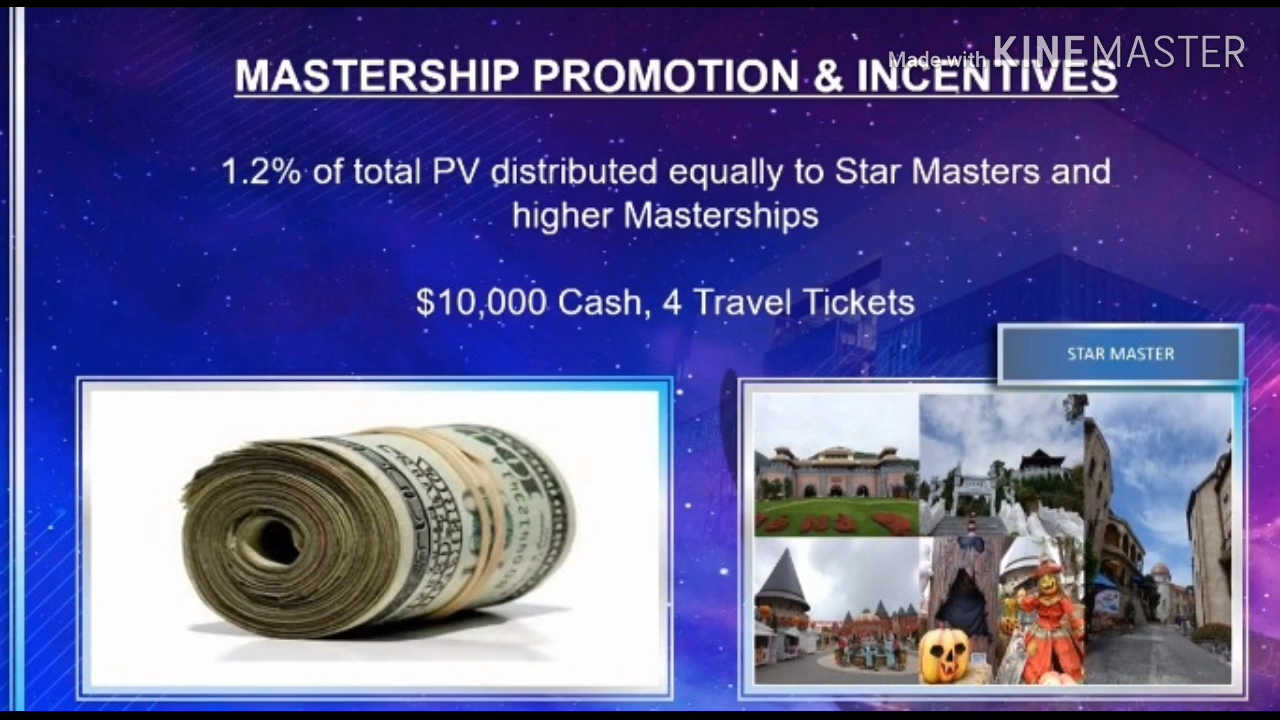 Made with KINEMASTER
MASTERSHIP PROMOTION & INCENTIVES
1.2% of total PV distributed equally to Star Masters and
higher Masterships
$10,000 Cash, 4 Travel Tickets
STAR MASTER